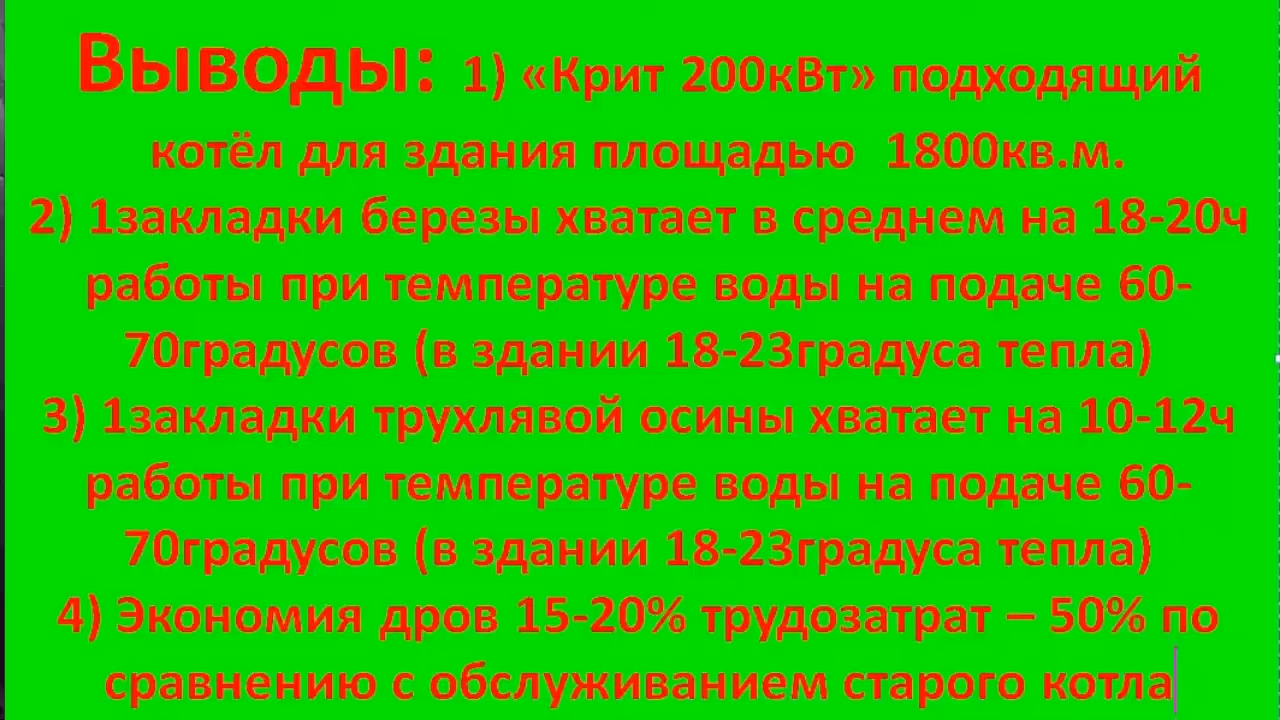 Выводы: 1) «Крит 200кВт» подходящий
котёл для здания площадью 1800кв.м.
2) 1закладки березы хватает в среднем на 18-20ч
работы при температуре воды на подаче 60-
70градусов (в здании 18-23градуса тепла)
3) 1закладки трухлявой осины хватает на 10-12ч
работы при температуре воды на подаче 60-
70градусов (в здании 18-23градуса тепла)
4) Экономия дров 15-20% трудозатрат – 50% по
сравнению с обслуживанием старого котла